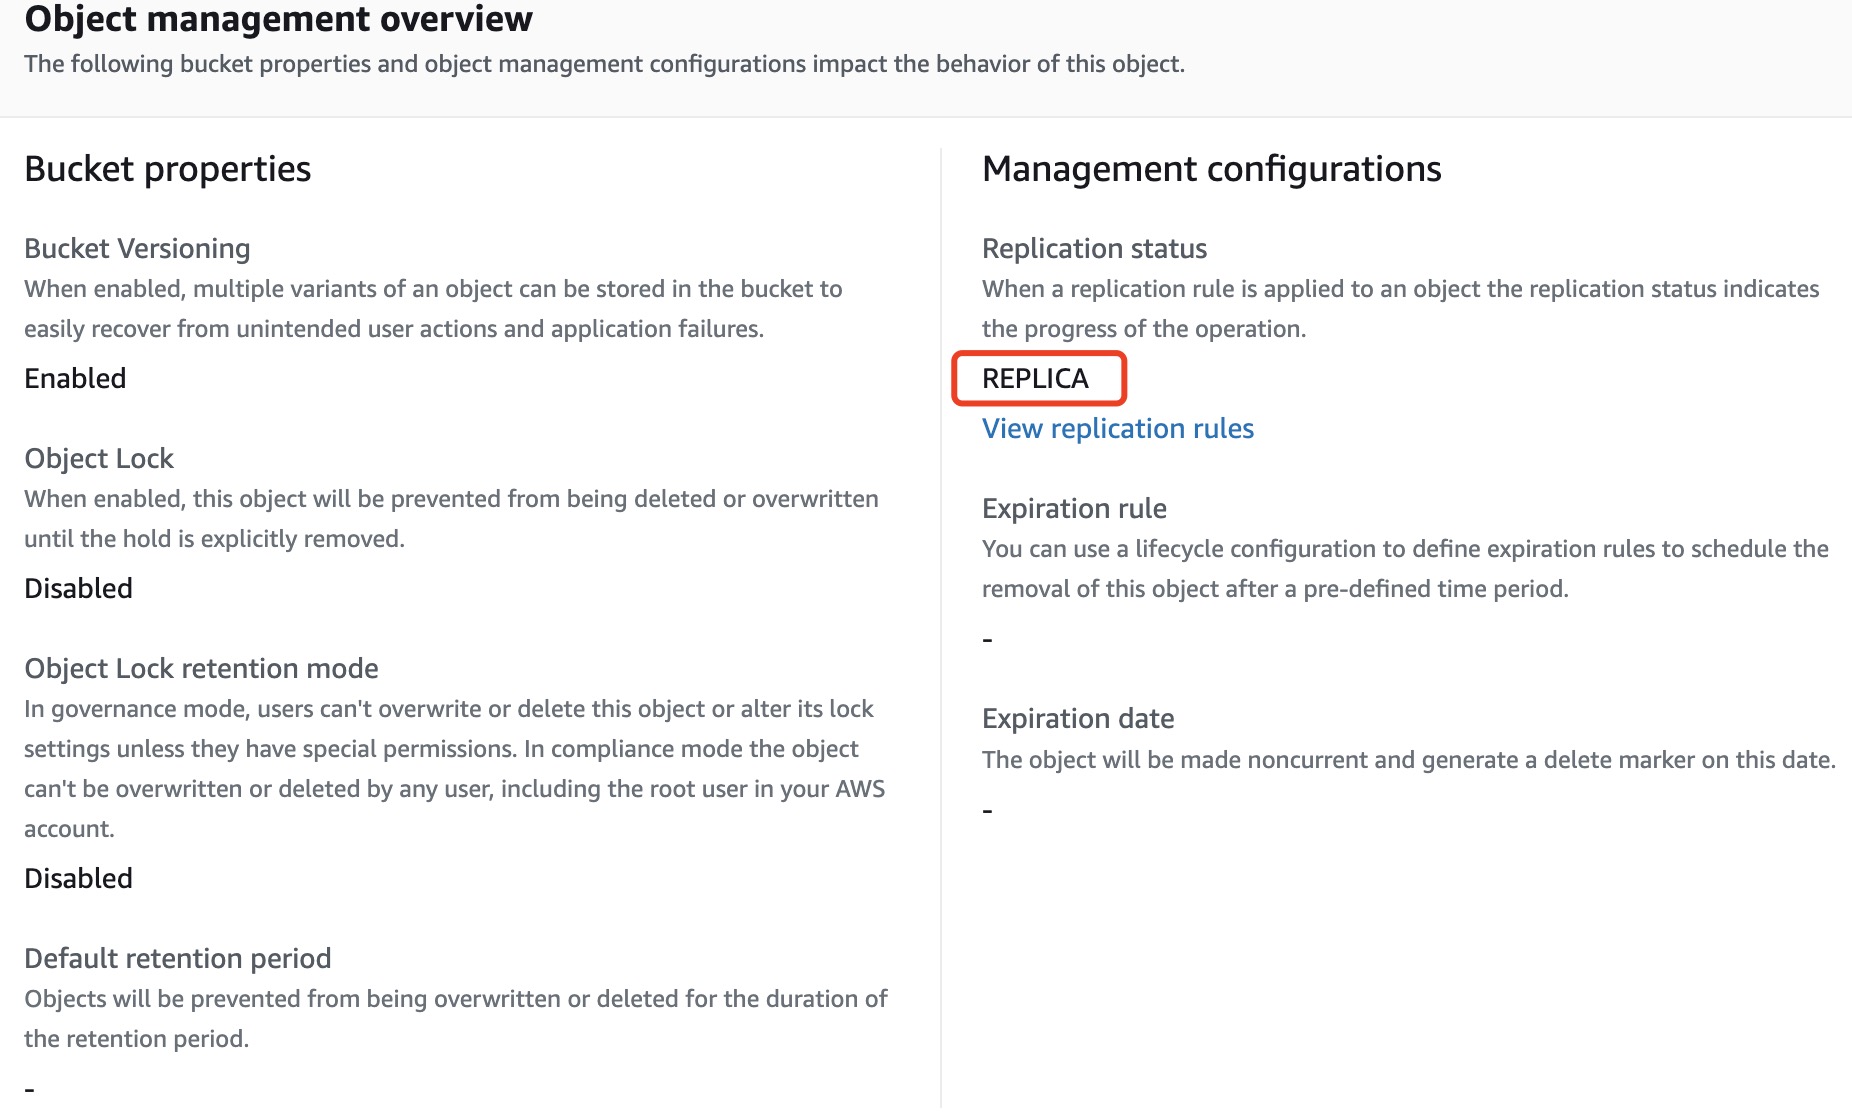 Object management overview
The following bucket properties and object management configurations impact the behavior of this object.
Bucket properties
Bucket Versioning
When enabled, multiple variants of an object can be stored in the bucket to
easily recover from unintended user actions and application failures.
Enabled
Object Lock
When enabled, this object will be prevented from being deleted or overwritten
until the hold is explicitly removed.
Disabled
Object Lock retention mode
In governance mode, users can't overwrite or delete this object or alter its lock
settings unless they have special permissions. In compliance mode the object
can't be overwritten or deleted by any user, including the root user in your AWS
account.
Disabled
Default retention period
Objects will be prevented from being overwritten or deleted for the duration of
the retention period.
-
Management configurations
Replication status
When a replication rule is applied to an object the replication status indicates
the progress of the operation.
REPLICA
View replication rules
Expiration rule
You can use a lifecycle configuration to define expiration rules to schedule the
removal of this object after a pre-defined time period.
-
Expiration date
The object will be made noncurrent and generate a delete marker on this date.
-